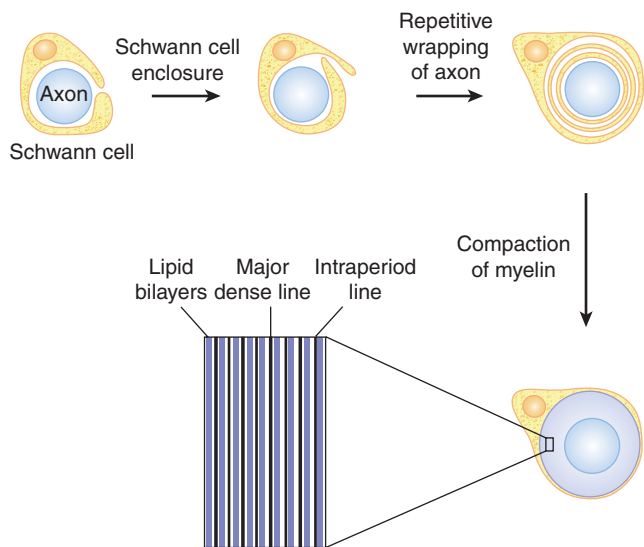 Schwann cell
enclosure
Repetitive
wrapping
of axon
Axon
Schwann cell
Compaction
of myelin
Lipid
bilayers
Major
dense line
Intraperiod
line